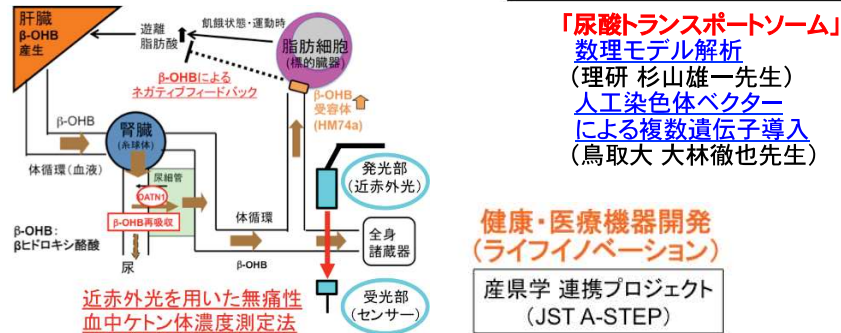 肝臓
β-OHB
産生
遊離
脂肪酸
飢餓状態・運動時
脂肪細胞
(標的臓器)
β-OHBによる
ネガティブフィードバック
β-OHB
受容体
(HM74a)
β-OHB
腎臓
(糸球体)
体循環(血液)
尿細管
OATN1
β-OHB再吸収
β-OHB:
βヒドロキシ酪酸
尿
体循環
β-OHB
発光部
(近赤外光)
全身
諸蔵器
受光部
(センサー)
近赤外光を用いた無痛性
血中ケトン体濃度測定法
「尿酸トランスポートソーム」
数理モデル解析
(理研 杉山雄一先生)
人工染色体ベクター
による複数遺伝子導入
(鳥取大 大林徹也先生)
健康・医療機器開発
(ライフイノベーション)
産県学 連携プロジェクト
(JST A-STEP)